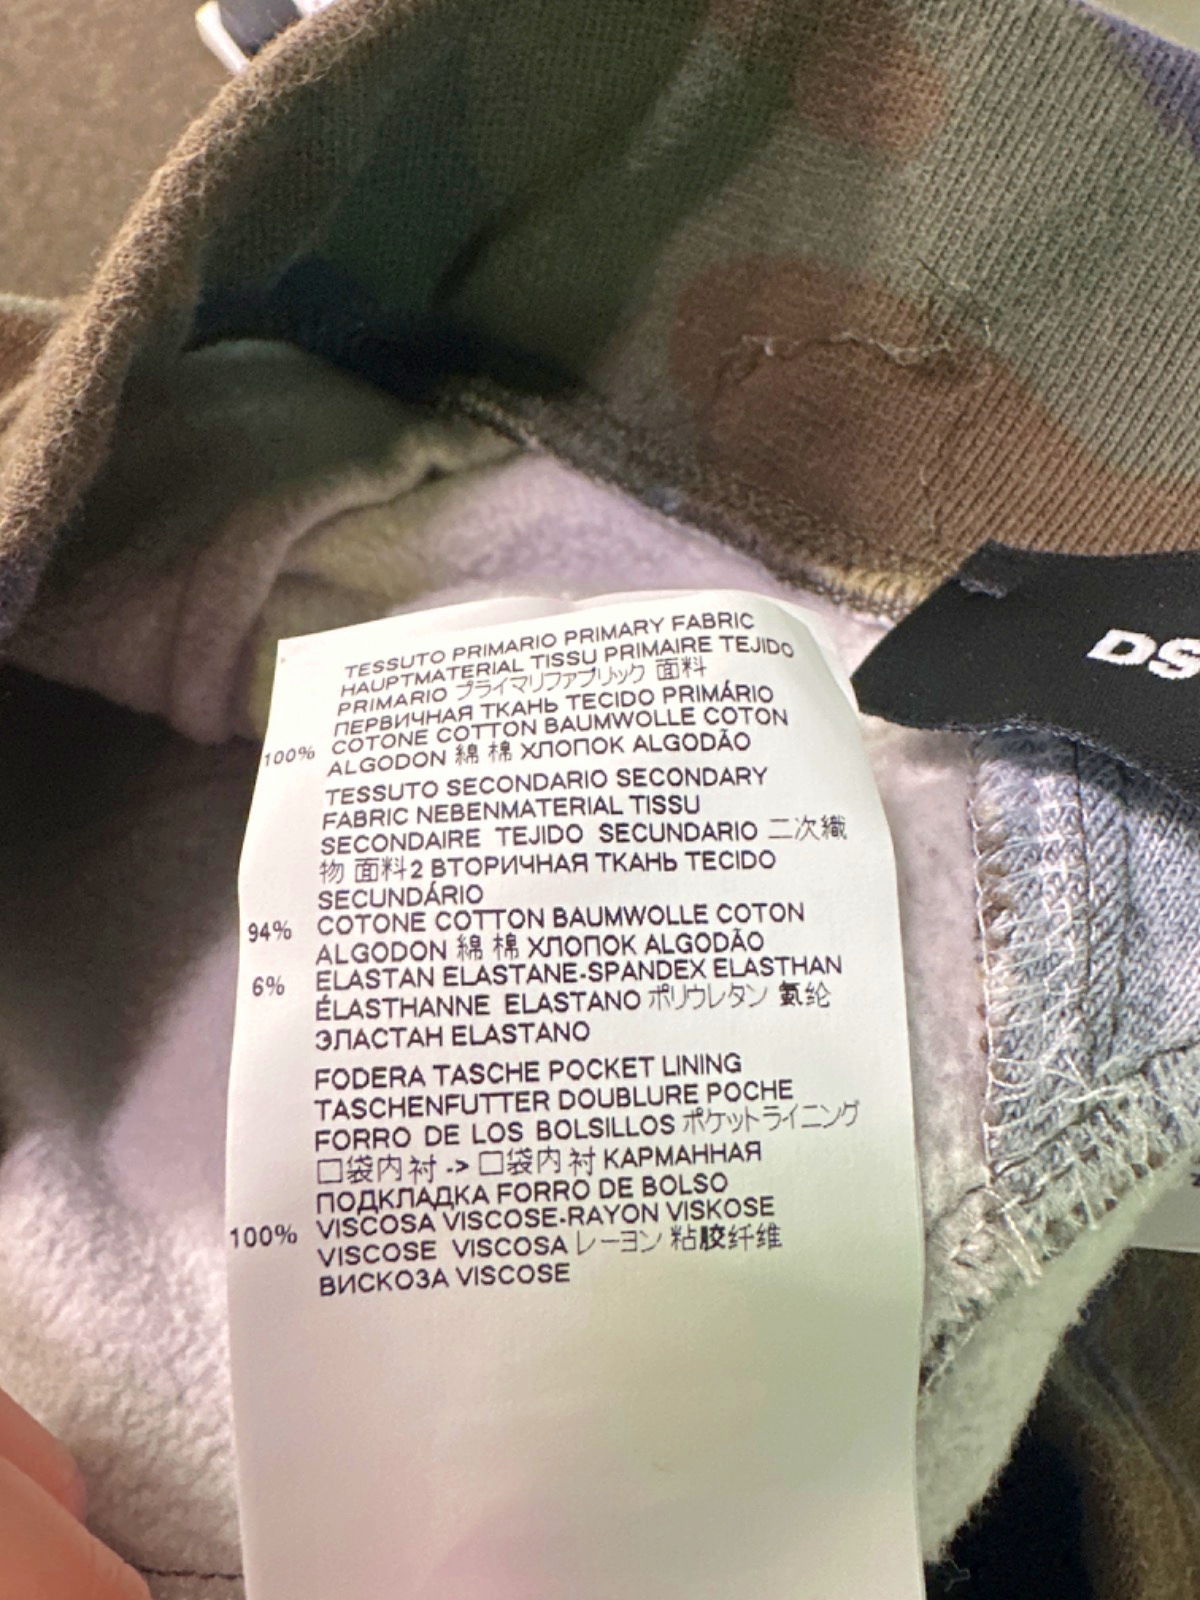 TESSUTO PRIMARIO PRIMARY FABRIC
HAUPTMATERIAL TISSU PRIMAIRE TEJIDO
PRIMARIO プライマリファブリック 面料
ПЕРВИЧНАЯ ТКАНЬ TECIDO PRIMÁRIO
100% COTONE COTTON BAUMWOLLE COTON
ALGODON 綿 棉 ХЛОПОК ALGODÃO
TESSUTO SECONDARIO SECONDARY
FABRIC NEBENMATERIAL TISSU
SECONDAIRE TEJIDO SECUNDARIO 二次織
物 面料2 ВТОРИЧНАЯ ТКАНЬ TECIDO
SECUNDÁRIO
94% COTONE COTTON BAUMWOLLE COTON
ALGODON 綿 棉 ХЛОПОК ALGODÃO
6% ELASTAN ELASTANE-SPANDEX ELASTHAN
ÉLASTHANNE ELASTANO ポリウレタン 氨纶
ЭЛАСТАН ELASTANO
FODERA TASCHE POCKET LINING
TASCHENFUTTER DOUBLURE POCHE
FORRO DE LOS BOLSILLOS ポケットライニング
口袋内衬 -> 口袋内衬 КАРМАННАЯ
ПОДКЛАДКА FORRO DE BOLSO
100% VISCOSA VISCOSE-RAYON VISKOSE
VISCOSE VISCOSA レーヨン 粘胶纤维
ВИСКОЗА VISCOSE
DS